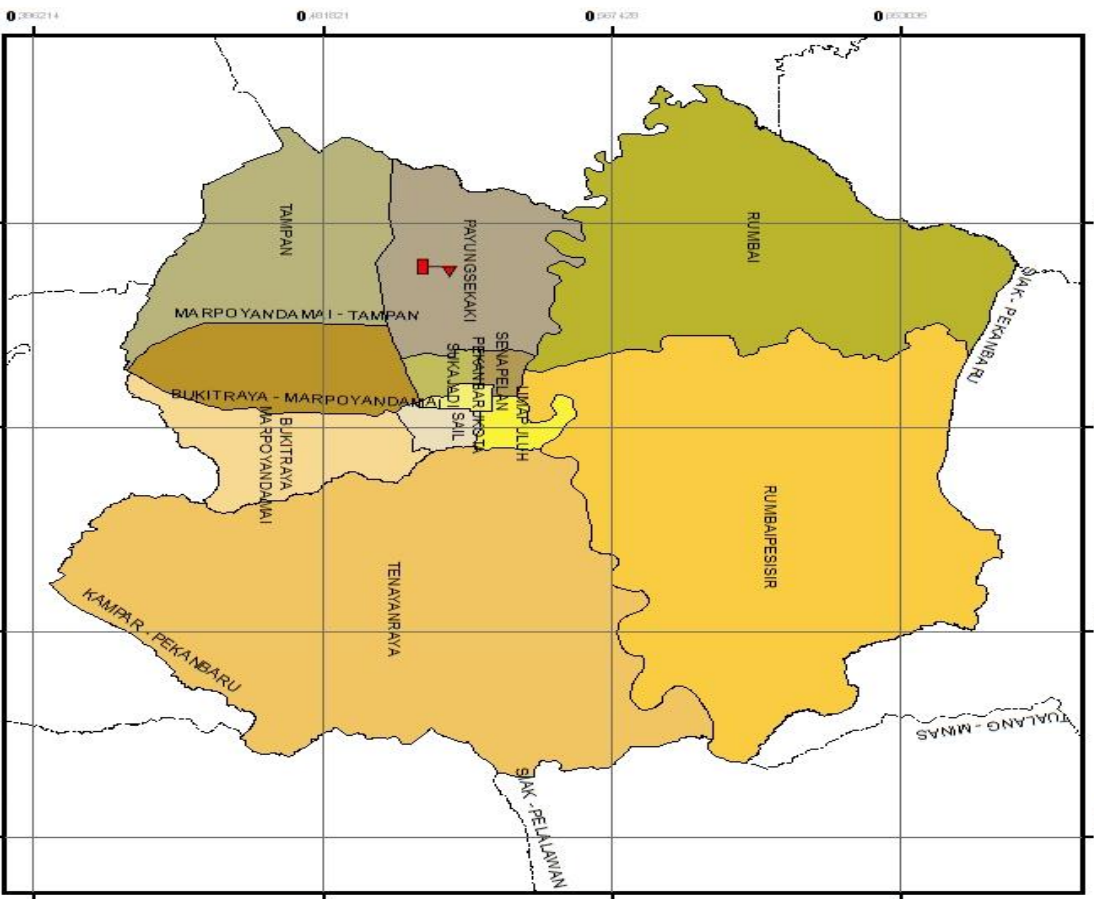 TAMPAN
PAYUNGSEKAKI
RUMBAI
SIAK - PEKANBARU
MARPOYANDAMAI - TAMPAN
SENAPELAN
PEKANBARUKOTA
SUKAJADI
LIMAPULUH
SAIL
BUKITRAYA - MARPOYANDAMAI
BUKITRAYA
MARPOYANDAMAI
RUMBAIPESISIR
TENAYANRAYA
KAMPAR - PEKANBARU
TUALANG - MINAS
SIAK - PELALAWAN